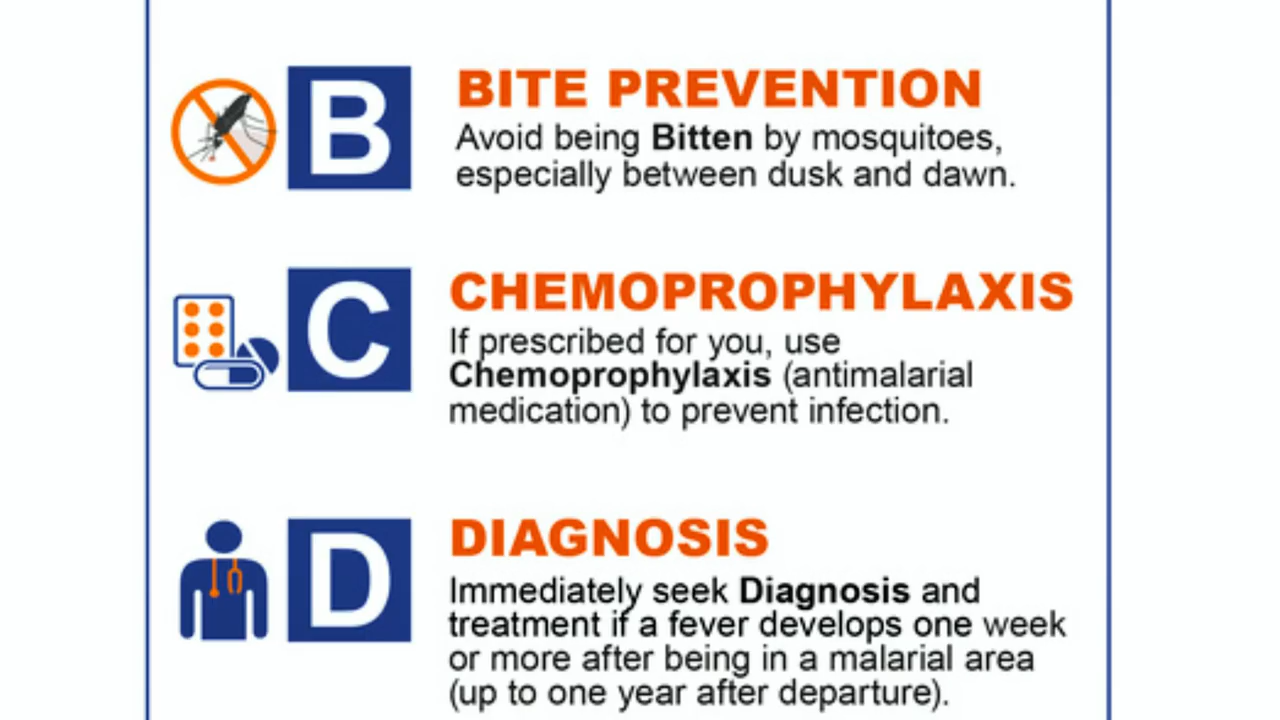 B
BITE PREVENTION
Avoid being Bitten by mosquitoes,
especially between dusk and dawn.
C
CHEMOPROPHYLAXIS
If prescribed for you, use
Chemoprophylaxis (antimalarial
medication) to prevent infection.
D
DIAGNOSIS
Immediately seek Diagnosis and
treatment if a fever develops one week
or more after being in a malarial area
(up to one year after departure).